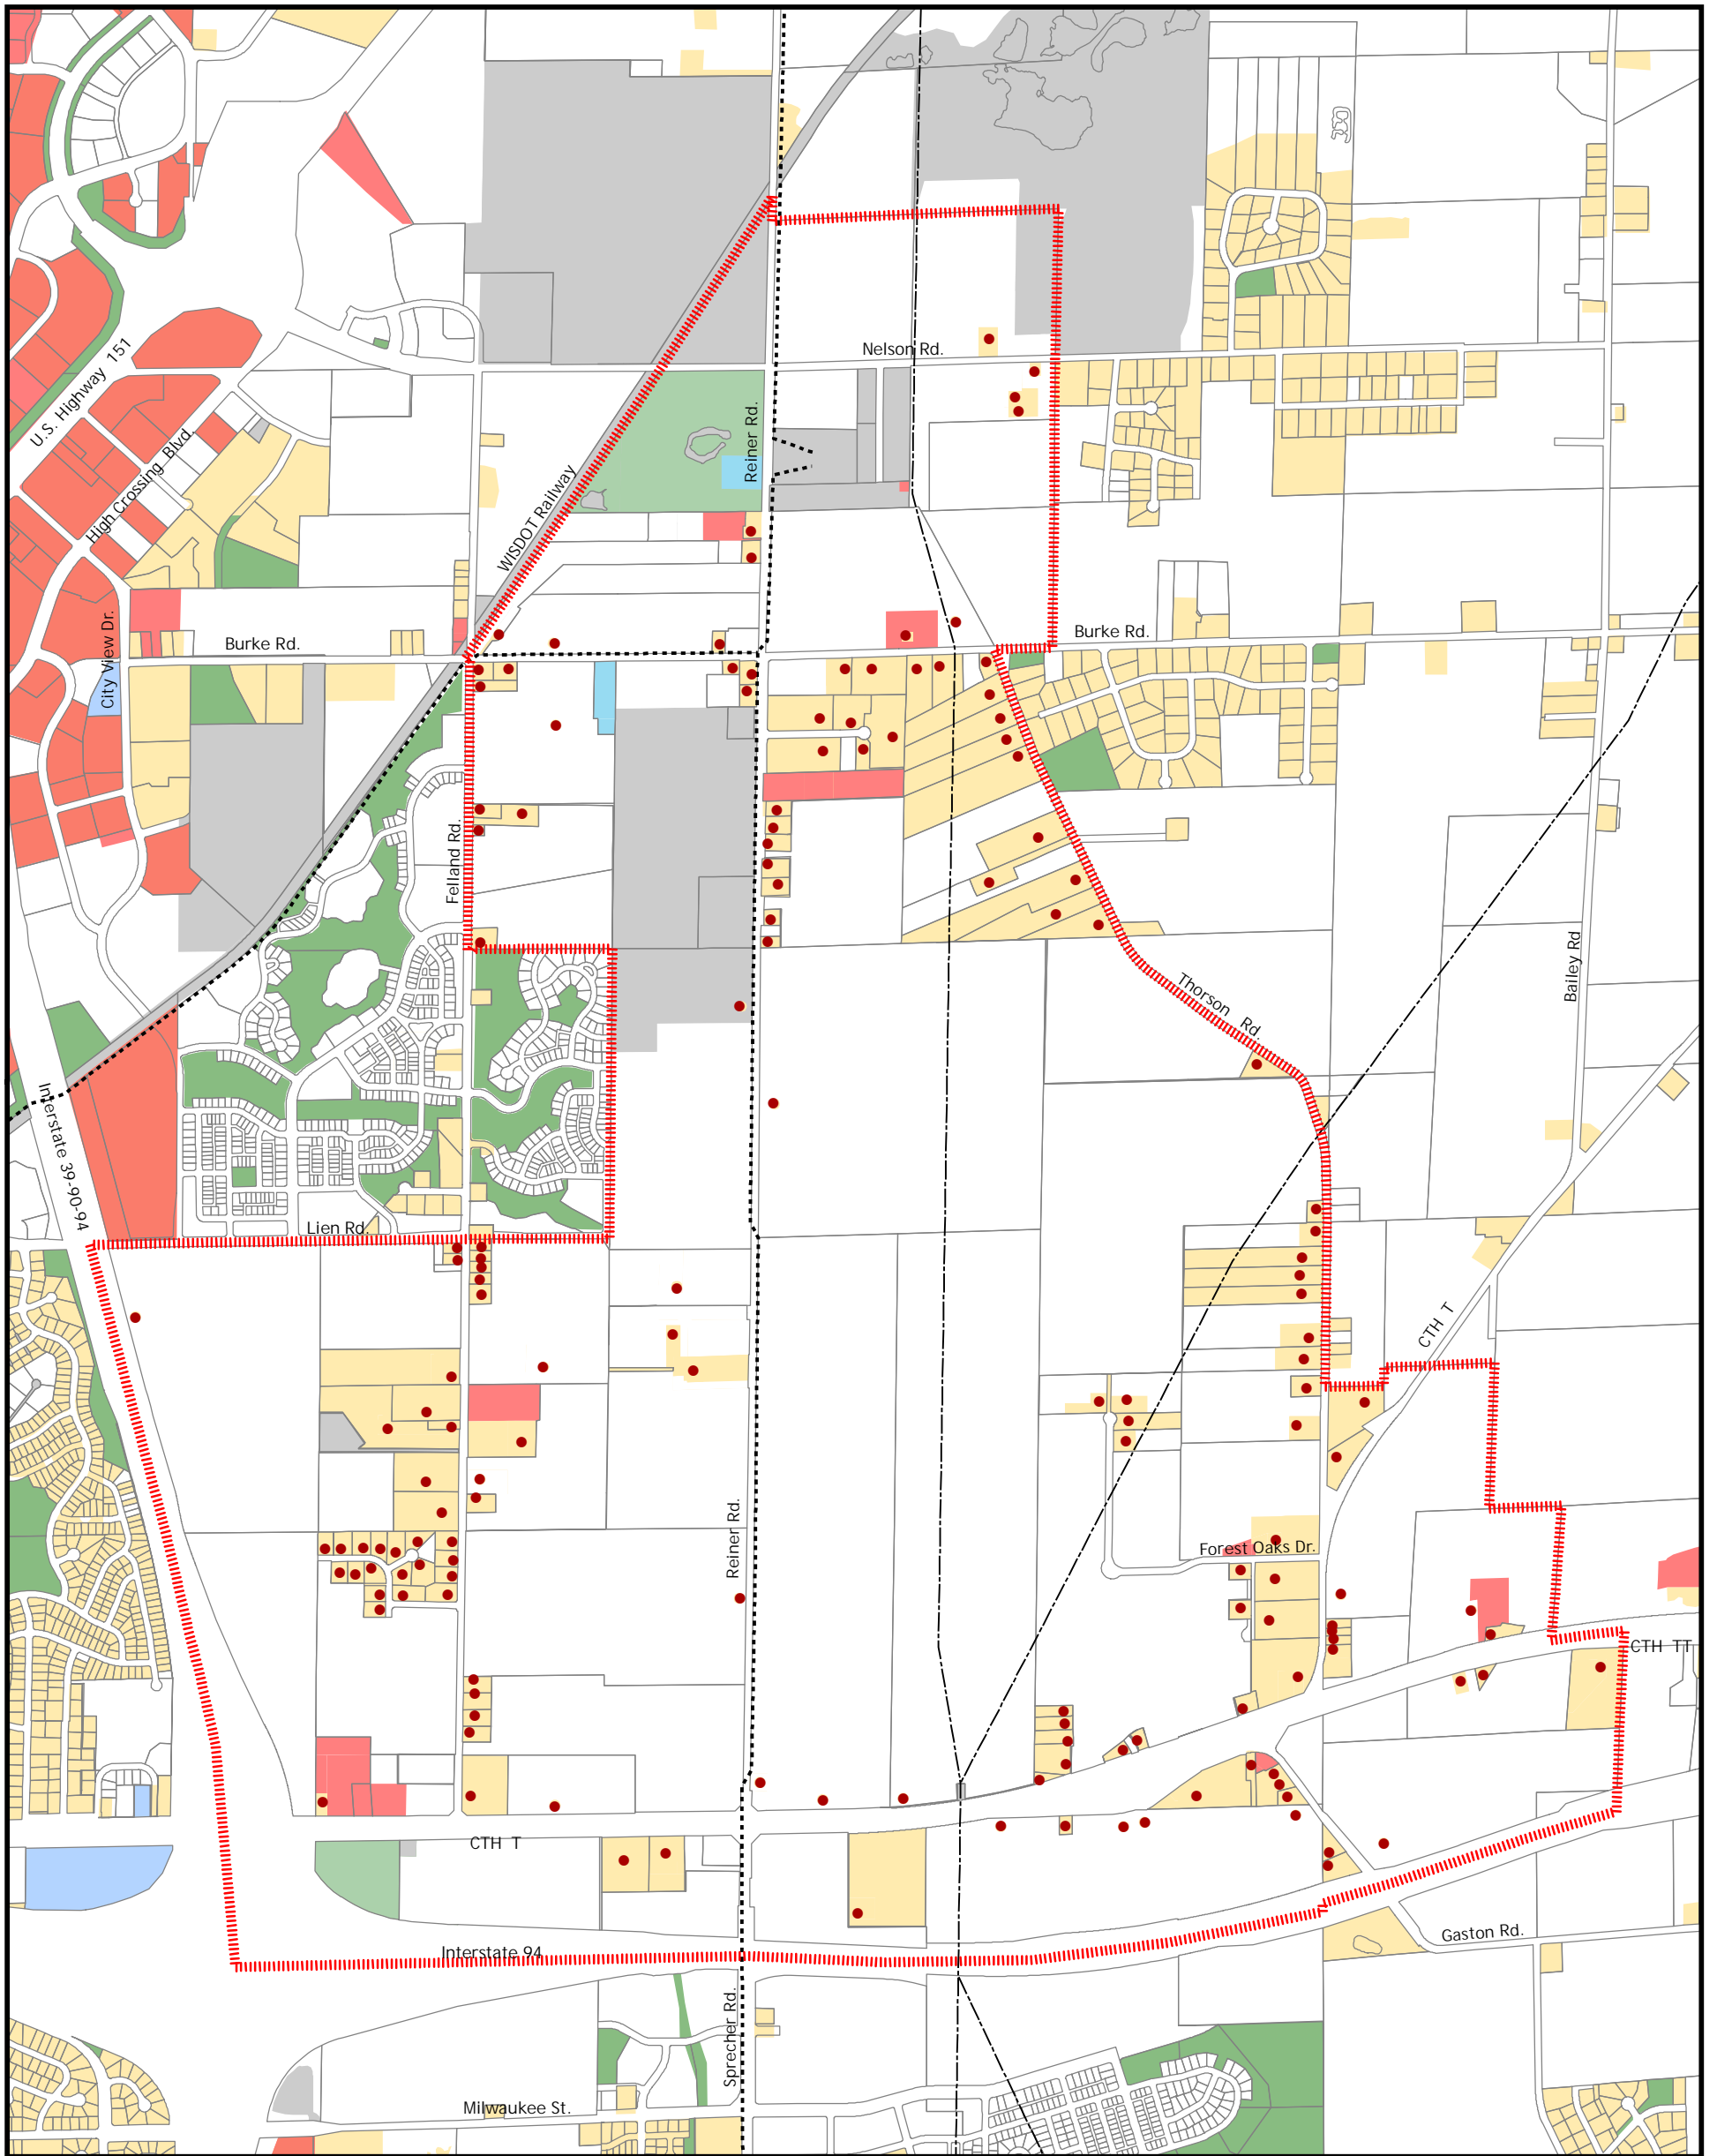 Nelson Rd.
U.S. Highway 151
Reiner Rd.
High Crossing Blvd.
WISDOT Railway
City View Dr.
Burke Rd.
Burke Rd.
Felland Rd.
Bailey Rd
Thorson Rd.
Interstate 39-90-94
Lien Rd.
CTH T
Reiner Rd.
Forest Oaks Dr.
CTH TT
CTH T
Gaston Rd.
Interstate 94
Sprecher Rd.
Milwaukee St.